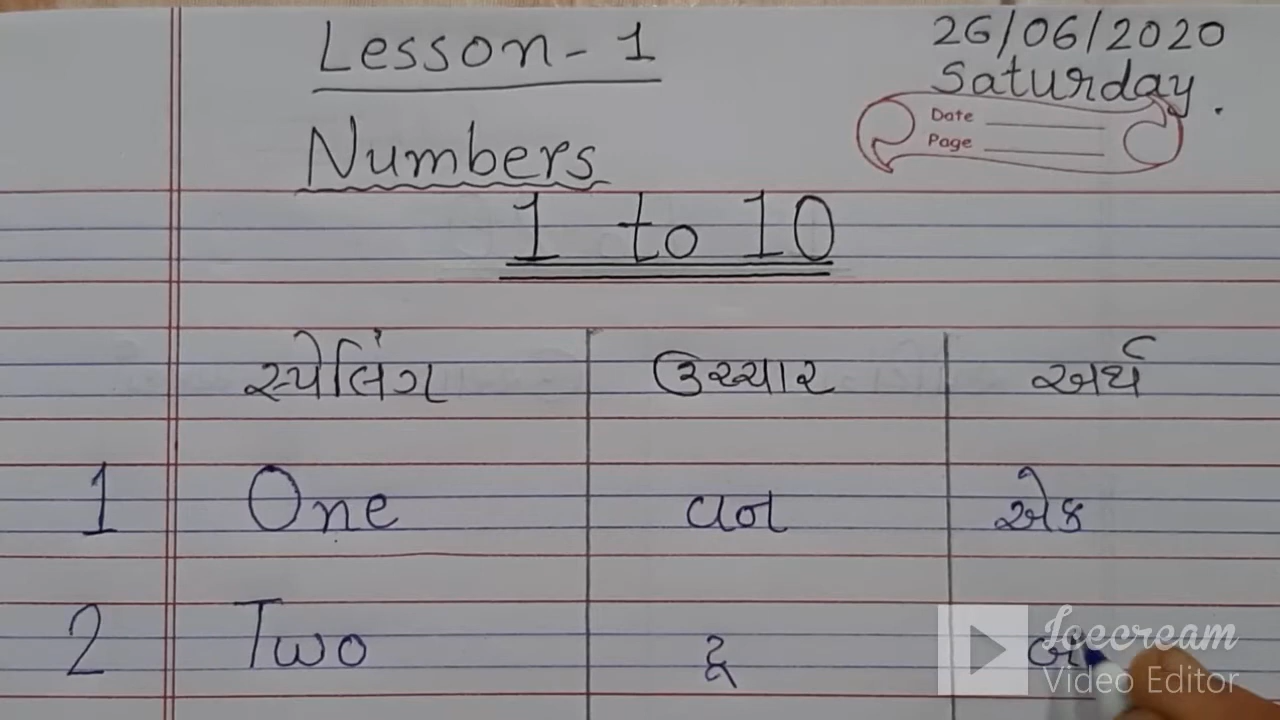 Lesson-1
26/06/2020
Saturday.
Numbers
Date
Page
1 to 10
સ્પેલિંગ ઉચ્ચાર અર્થ
1 One વન એક
2 Two
Icecream
Video Editor